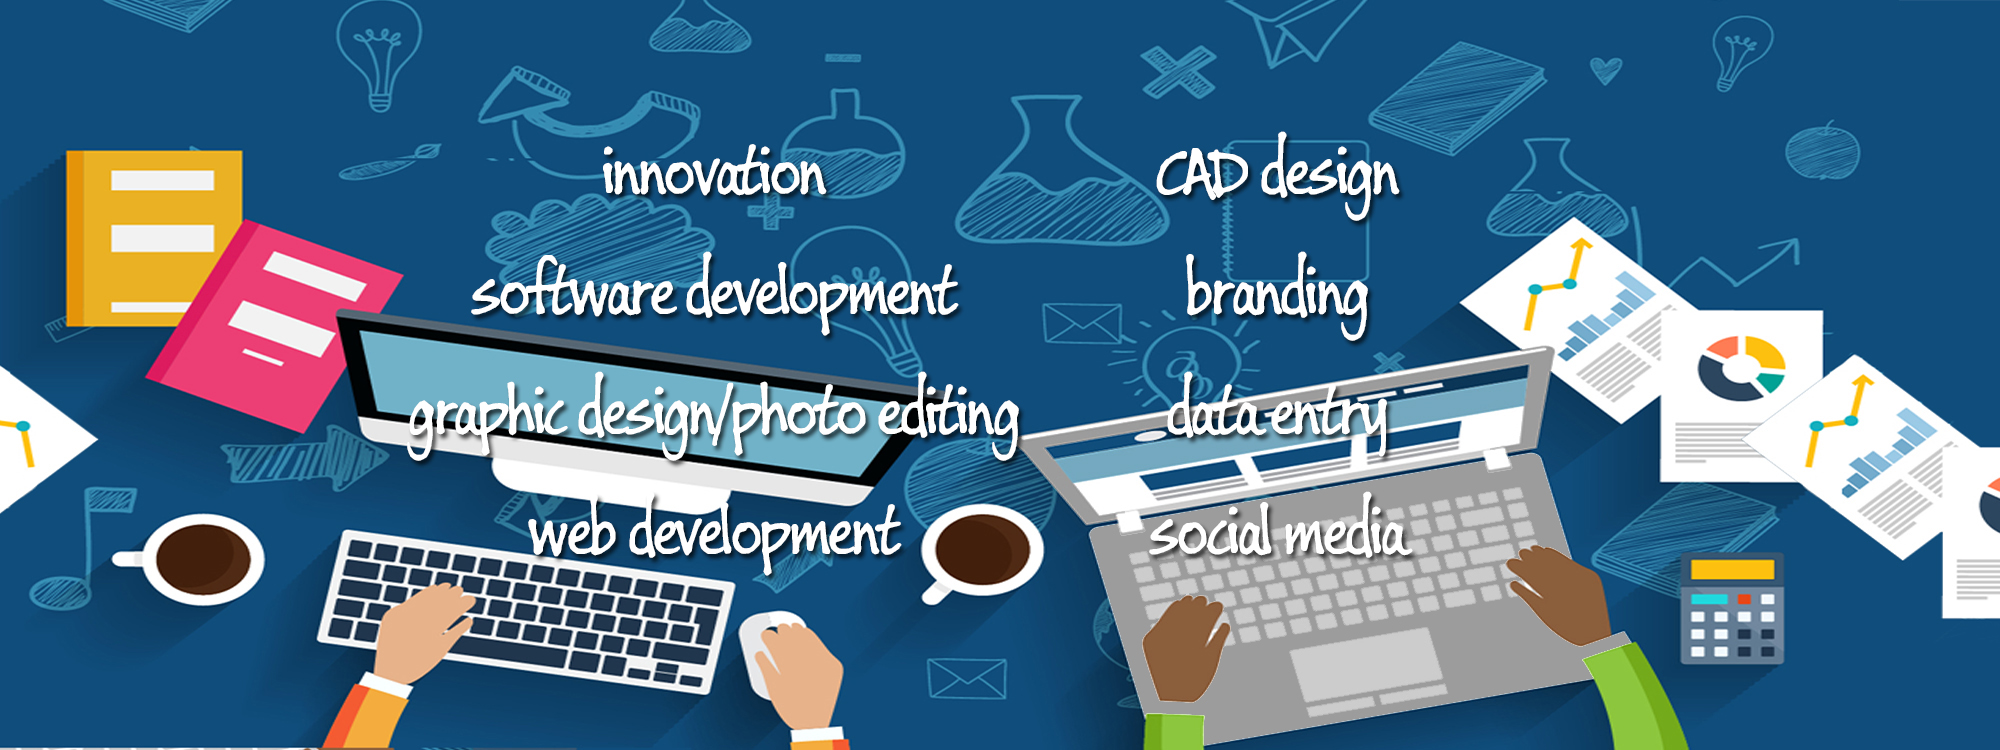 innovation
software development
graphic design/photo editing
web development
CAD design
branding
data entry
social media